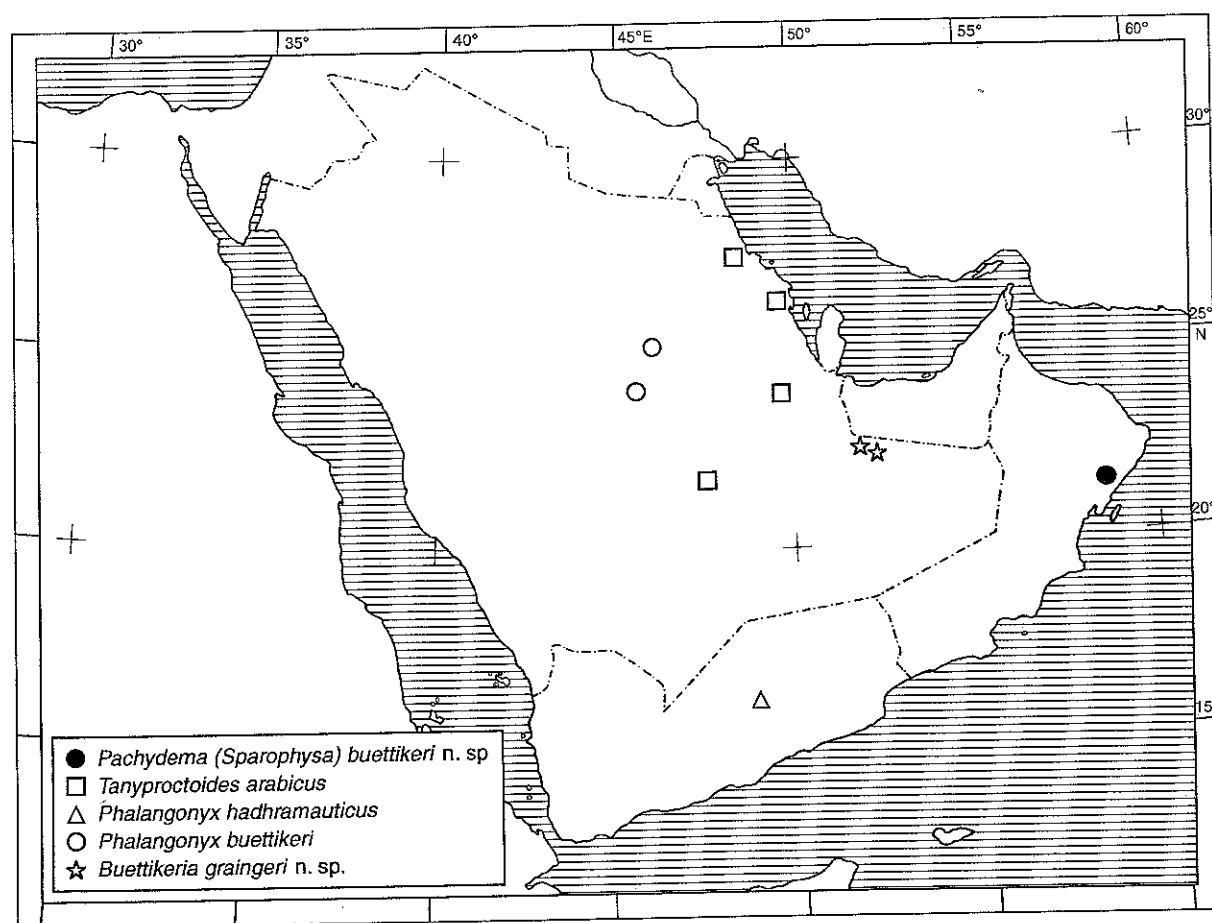 30° 35° 40° 45°E 50° 55° 60°
30°
25°
N
20°
15
Pachydema (Sparophysa) buettikeri n. sp
Tanyproctoides arabicus
Phalangonyx hadhramauticus
Phalangonyx buettikeri
Buettikeria graingeri n. sp.